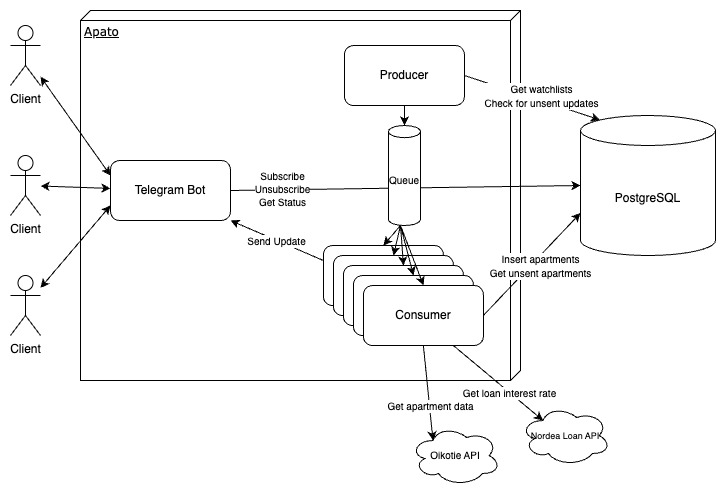 Apato
Client
Producer
Get watchlists
Check for unsent updates
Queue
Client
Telegram Bot
Subscribe
Unsubscribe
Get Status
PostgreSQL
Send Update
Insert apartments
Get unsent apartments
Client
Consumer
Get loan interest rate
Get apartment data
Nordea Loan API
Oikotie API